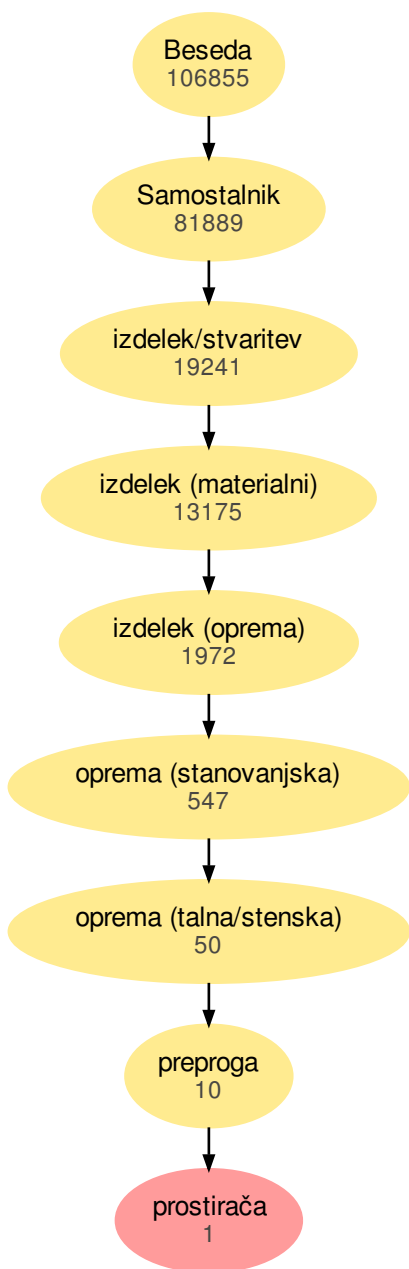 Beseda
106855
Samostalnik
81889
izdelek/stvaritev
19241
izdelek (materialni)
13175
izdelek (oprema)
1972
oprema (stanovanjska)
547
oprema (talna/stenska)
50
preproga
10
prostirača
1